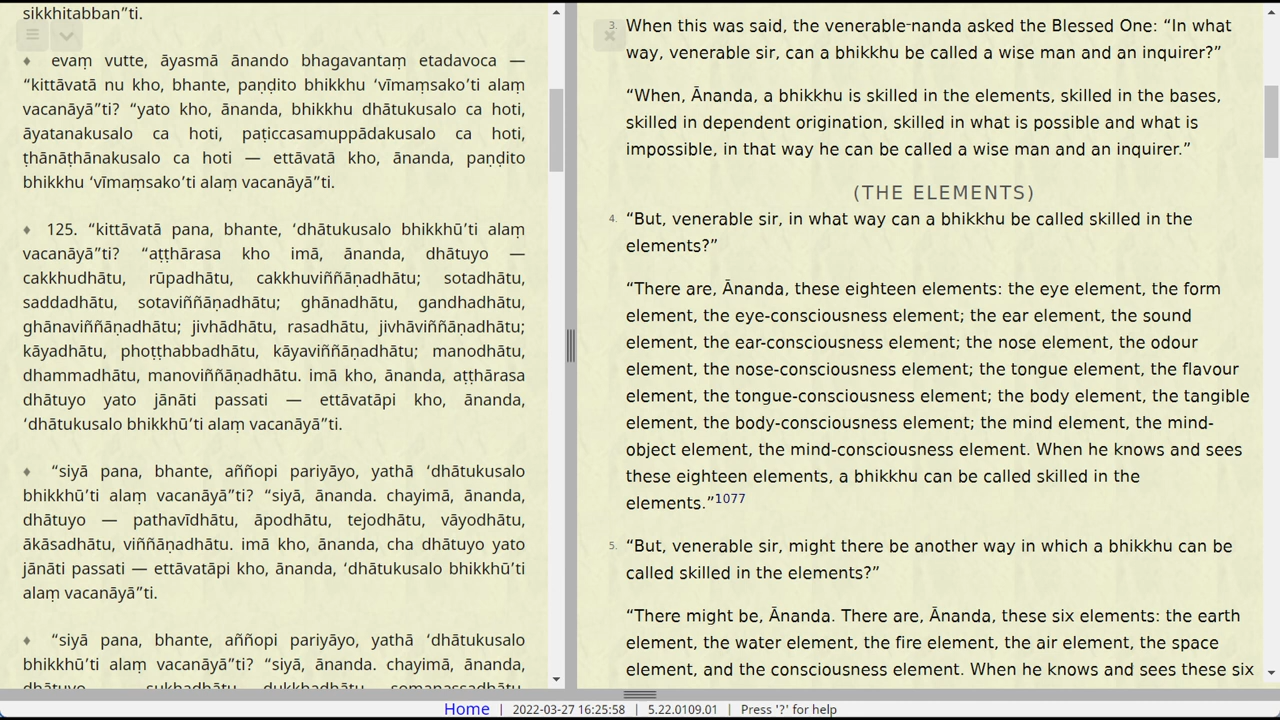 sikkhitabban”ti.
♦ evaṃ vutte, āyasmā ānando bhagavantaṃ etadavoca —
“kittāvatā nu kho, bhante, paṇḍito bhikkhu ‘vīmaṃsako’ti alaṃ
vacanāyā”ti? “yato kho, ānanda, bhikkhu dhātukusalo ca hoti,
āyatanakusalo ca hoti, paṭiccasamuppādakusalo ca hoti,
ṭhānāṭhānakusalo ca hoti — ettāvatā kho, ānanda, paṇḍito
bhikkhu ‘vīmaṃsako’ti alaṃ vacanāyā”ti.
♦ 125. “kittāvatā pana, bhante, ‘dhātukusalo bhikkhū’ti alaṃ
vacanāyā”ti? “aṭṭhārasa kho imā, ānanda, dhātuyo —
cakkhudhātu, rūpadhātu, cakkhuviññāṇadhātu; sotadhātu,
saddadhātu, sotaviññāṇadhātu; ghānadhātu, gandhadhātu,
ghānaviññāṇadhātu; jivhādhātu, rasadhātu, jivhāviññāṇadhātu;
kāyadhātu, phoṭṭhabbadhātu, kāyaviññāṇadhātu; manodhātu,
dhammadhātu, manoviññāṇadhātu. imā kho, ānanda, aṭṭhārasa
dhātuyo yato jānāti passati — ettāvatāpi kho, ānanda,
‘dhātukusalo bhikkhū’ti alaṃ vacanāyā”ti.
♦ “siyā pana, bhante, aññopi pariyāyo, yathā ‘dhātukusalo
bhikkhū’ti alaṃ vacanāyā”ti? “siyā, ānanda. chayimā, ānanda,
dhātuyo — pathavīdhātu, āpodhātu, tejodhātu, vāyodhātu,
ākāsadhātu, viññāṇadhātu. imā kho, ānanda, cha dhātuyo yato
jānāti passati — ettāvatāpi kho, ānanda, ‘dhātukusalo bhikkhū’ti
alaṃ vacanāyā”ti.
♦ “siyā pana, bhante, aññopi pariyāyo, yathā ‘dhātukusalo
bhikkhū’ti alaṃ vacanāyā”ti? “siyā, ānanda. chayimā, ānanda,
dhātuyo — sukhadhātu, dukkhadhātu, somanassadhātu,
3. When this was said, the venerable-nanda asked the Blessed One: “In what
way, venerable sir, can a bhikkhu be called a wise man and an inquirer?”
“When, Ānanda, a bhikkhu is skilled in the elements, skilled in the bases,
skilled in dependent origination, skilled in what is possible and what is
impossible, in that way he can be called a wise man and an inquirer.”
(THE ELEMENTS)
4. “But, venerable sir, in what way can a bhikkhu be called skilled in the
elements?”
“There are, Ānanda, these eighteen elements: the eye element, the form
element, the eye-consciousness element; the ear element, the sound
element, the ear-consciousness element; the nose element, the odour
element, the nose-consciousness element; the tongue element, the flavour
element, the tongue-consciousness element; the body element, the tangible
element, the body-consciousness element; the mind element, the mind-
object element, the mind-consciousness element. When he knows and sees
these eighteen elements, a bhikkhu can be called skilled in the
elements.”1077
5. “But, venerable sir, might there be another way in which a bhikkhu can be
called skilled in the elements?”
“There might be, Ānanda. There are, Ānanda, these six elements: the earth
element, the water element, the fire element, the air element, the space
element, and the consciousness element. When he knows and sees these six
Home | 2022-03-27 16:25:58 | 5.22.0109.01 | Press '?' for help